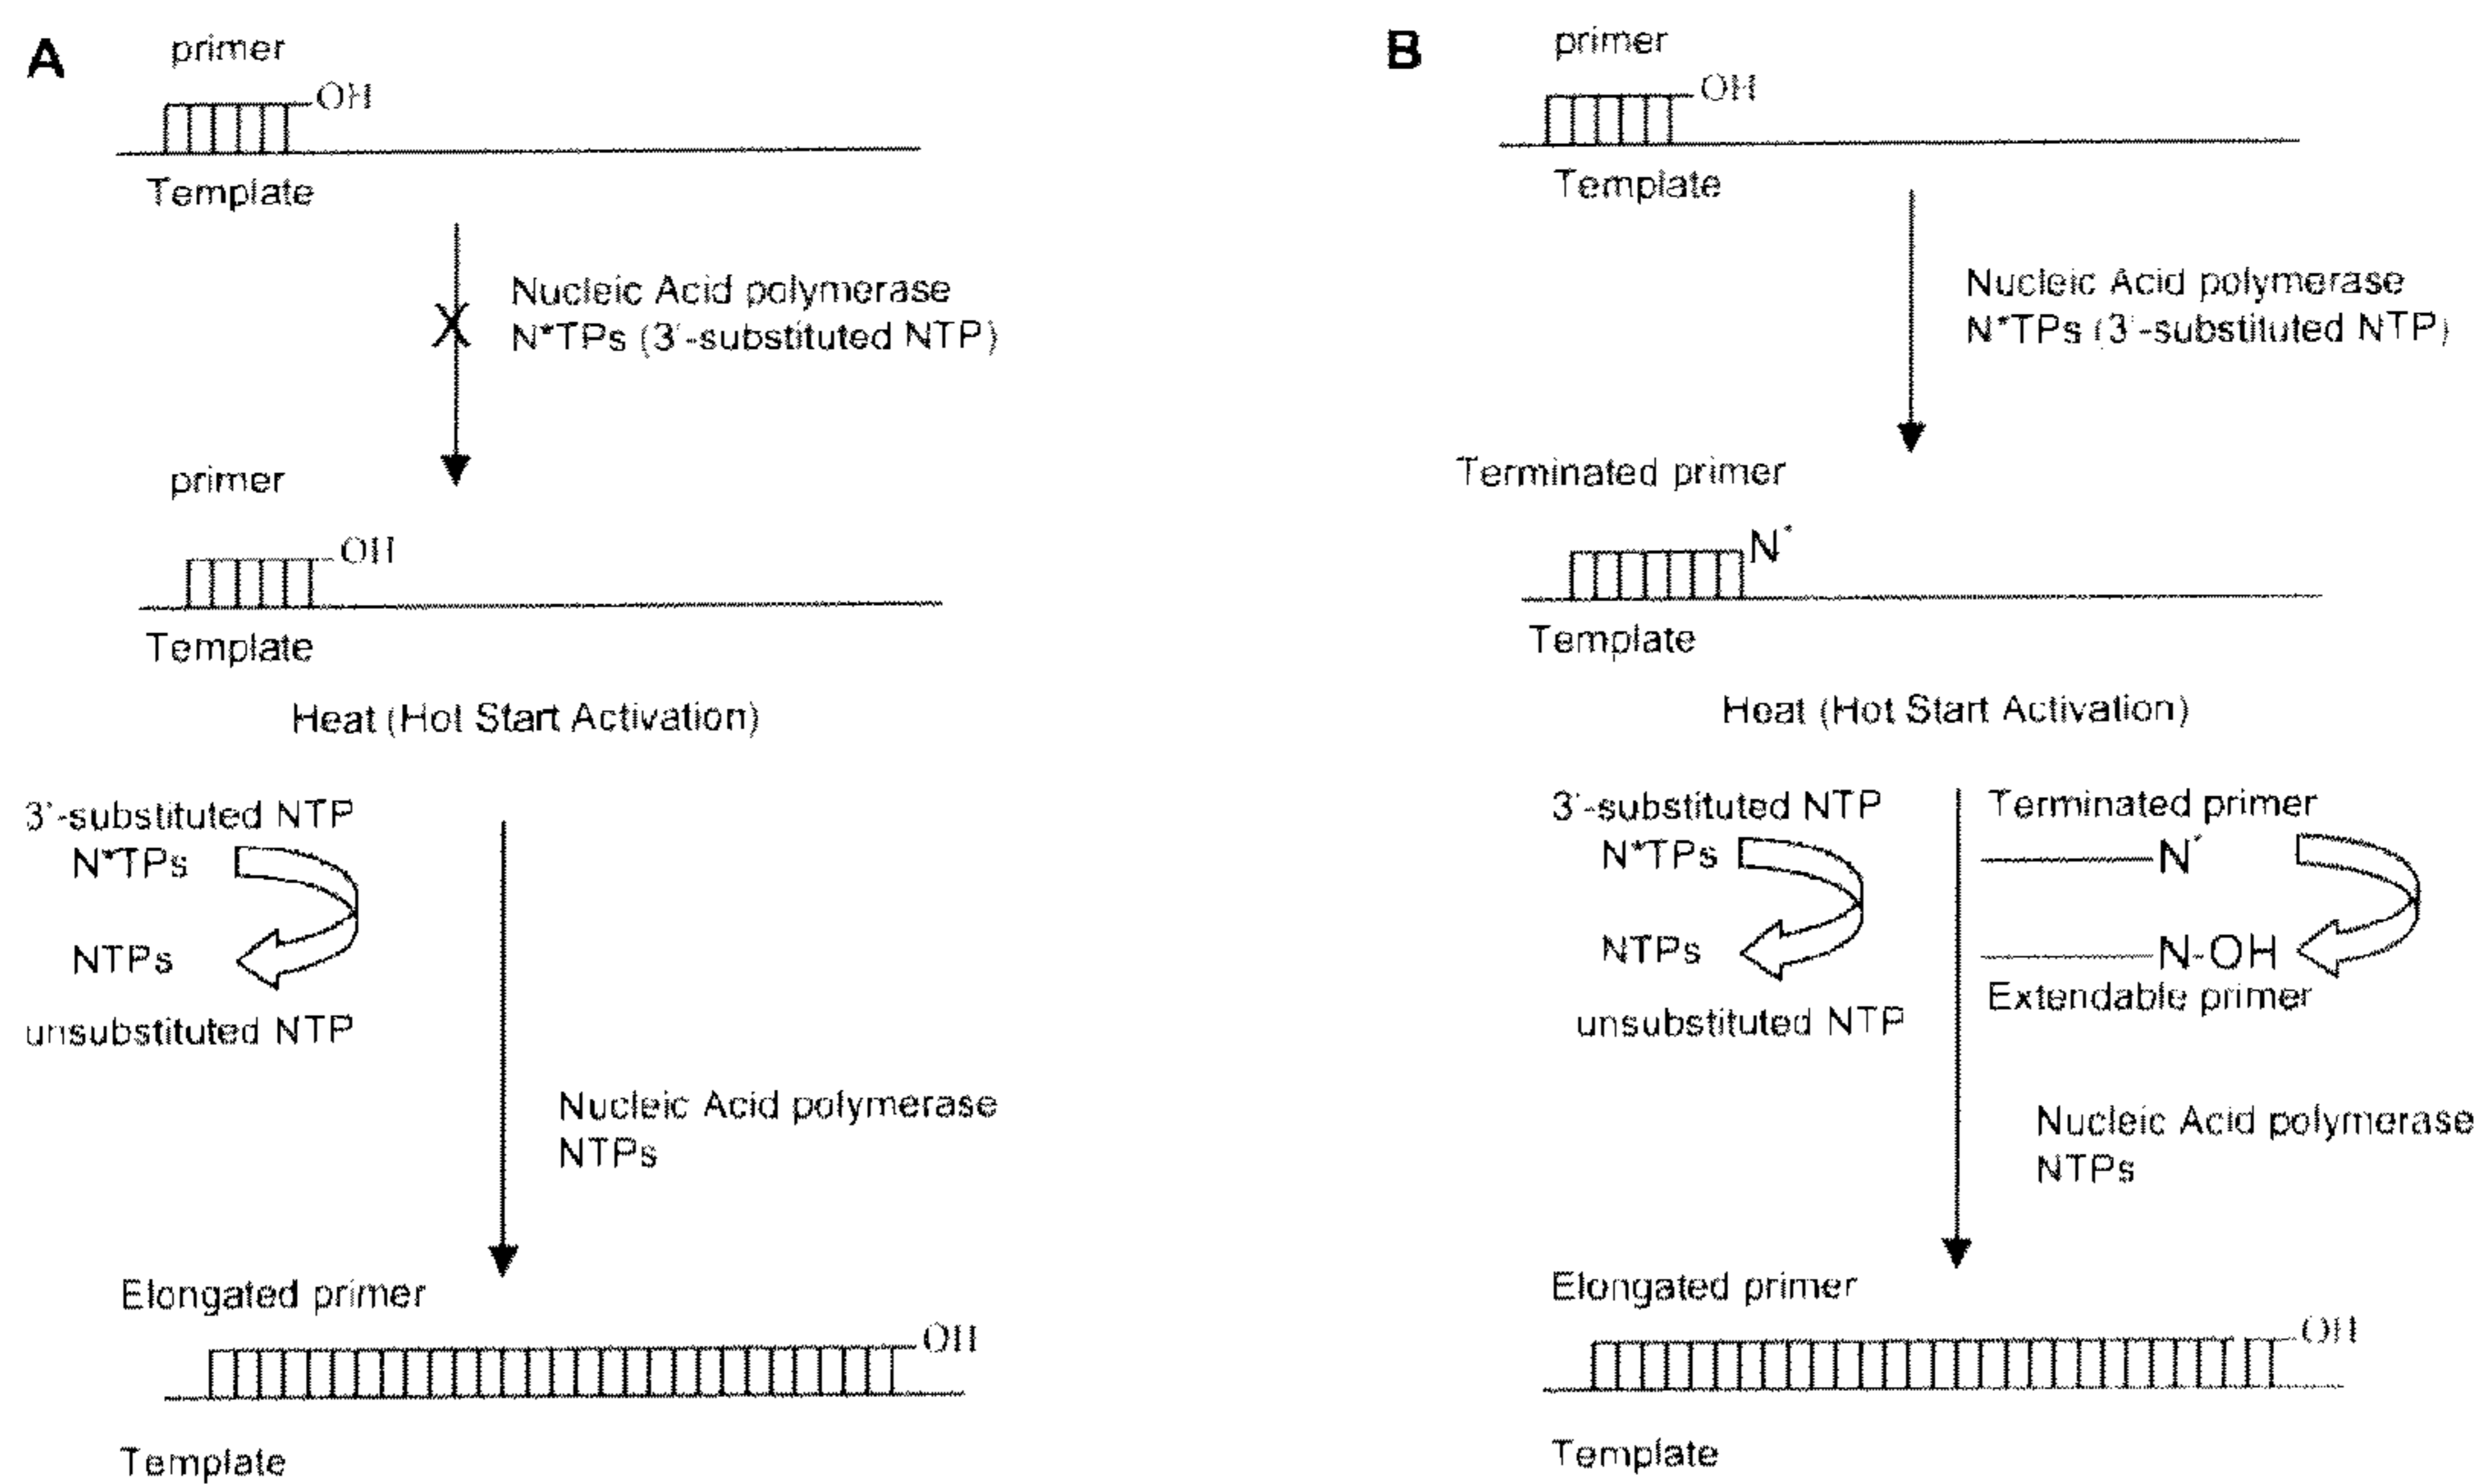 A
primer
OH
Template
Nucleic Acid polymerase
N*TPs (3'-substituted NTP)
primer
OH
Template
Heat (Hot Start Activation)
3'-substituted NTP
N*TPs
NTPs
unsubstituted NTP
Nucleic Acid polymerase
NTPs
Elongated primer
OH
Template
B
primer
OH
Template
Nucleic Acid polymerase
N*TPs (3'-substituted NTP)
Terminated primer
N*
Template
Heat (Hot Start Activation)
3'-substituted NTP
N*TPs
NTPs
unsubstituted NTP
Terminated primer
N*
N-OH
Extendable primer
Nucleic Acid polymerase
NTPs
Elongated primer
OH
Template